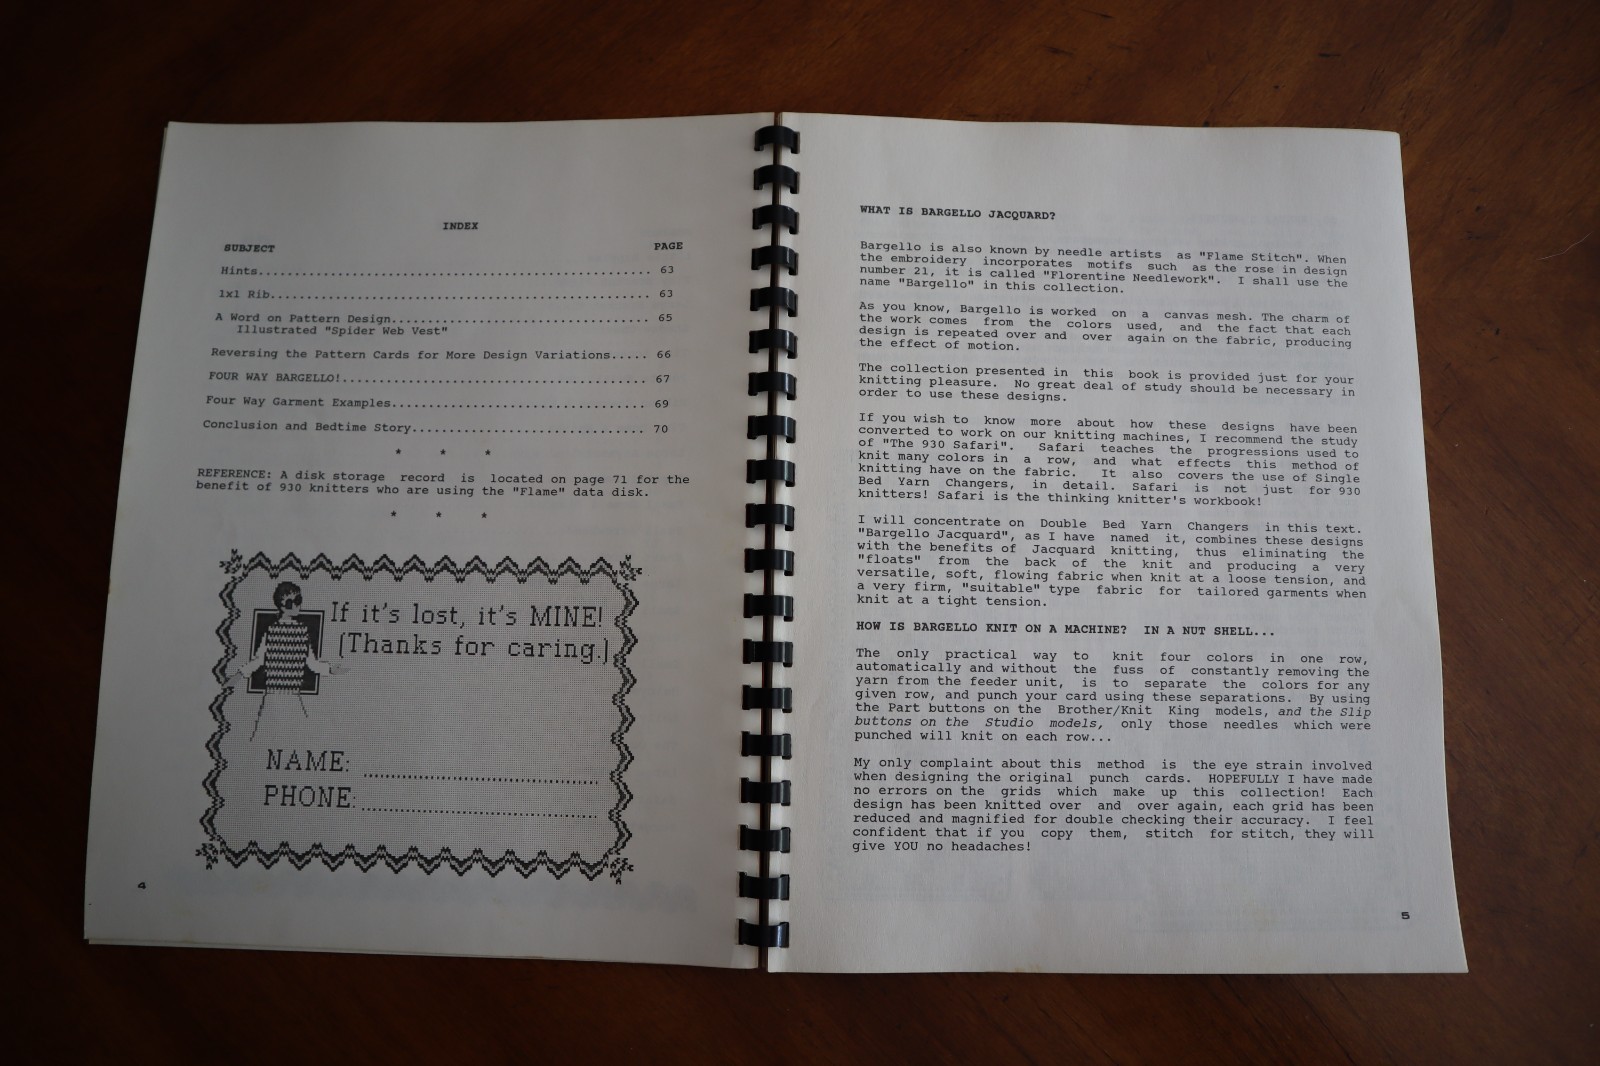 INDEX
SUBJECT PAGE
Hints..................................................... 63
1x1 Rib................................................... 63
A Word on Pattern Design.................................. 65
Illustrated "Spider Web Vest"
Reversing the Pattern Cards for More Design Variations..... 66
FOUR WAY BARGELLO!........................................ 67
Four Way Garment Examples................................. 69
Conclusion and Bedtime Story.............................. 70
* * *
REFERENCE: A disk storage record is located on page 71 for the
benefit of 930 knitters who are using the "Flame" data disk.
* * *
If it's lost, it's MINE!
(Thanks for caring.)
NAME: ........................................
PHONE: ........................................
4
WHAT IS BARGELLO JACQUARD?
Bargello is also known by needle artists as "Flame Stitch". When
the embroidery incorporates motifs such as the rose in design
number 21, it is called "Florentine Needlework". I shall use the
name "Bargello" in this collection.
As you know, Bargello is worked on a canvas mesh. The charm of
the work comes from the colors used, and the fact that each
design is repeated over and over again on the fabric, producing
the effect of motion.
The collection presented in this book is provided just for your
knitting pleasure. No great deal of study should be necessary in
order to use these designs.
If you wish to know more about how these designs have been
converted to work on our knitting machines, I recommend the study
of "The 930 Safari". Safari teaches the progressions used to
knit many colors in a row, and what effects this method of
knitting have on the fabric. It also covers the use of Single
Bed Yarn Changers, in detail. Safari is not just for 930
knitters! Safari is the thinking knitter's workbook!
I will concentrate on Double Bed Yarn Changers in this text.
"Bargello Jacquard", as I have named it, combines these designs
with the benefits of Jacquard knitting, thus eliminating the
"floats" from the back of the knit and producing a very
versatile, soft, flowing fabric when knit at a loose tension, and
a very firm, "suitable" type fabric for tailored garments when
knit at a tight tension.
HOW IS BARGELLO KNIT ON A MACHINE? IN A NUT SHELL...
The only practical way to knit four colors in one row,
automatically and without the fuss of constantly removing the
yarn from the feeder unit, is to separate the colors for any
given row, and punch your card using these separations. By using
the Part buttons on the Brother/Knit King models, and the Slip
buttons on the Studio models, only those needles which were
punched will knit on each row...
My only complaint about this method is the eye strain involved
when designing the original punch cards. HOPEFULLY I have made
no errors on the grids which make up this collection! Each
design has been knitted over and over again, each grid has been
reduced and magnified for double checking their accuracy. I feel
confident that if you copy them, stitch for stitch, they will
give YOU no headaches!
5